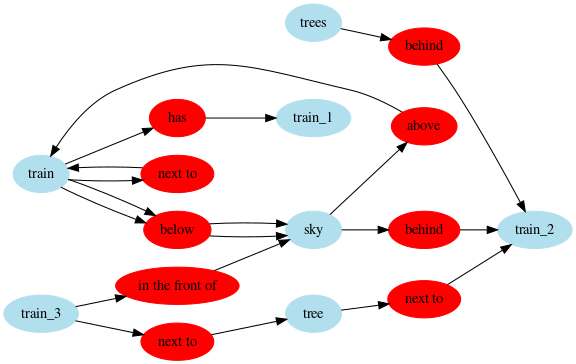 trees
behind
has
train_1
above
train
next to
below
sky
behind
train_2
in the front of
train_3
tree
next to
next to